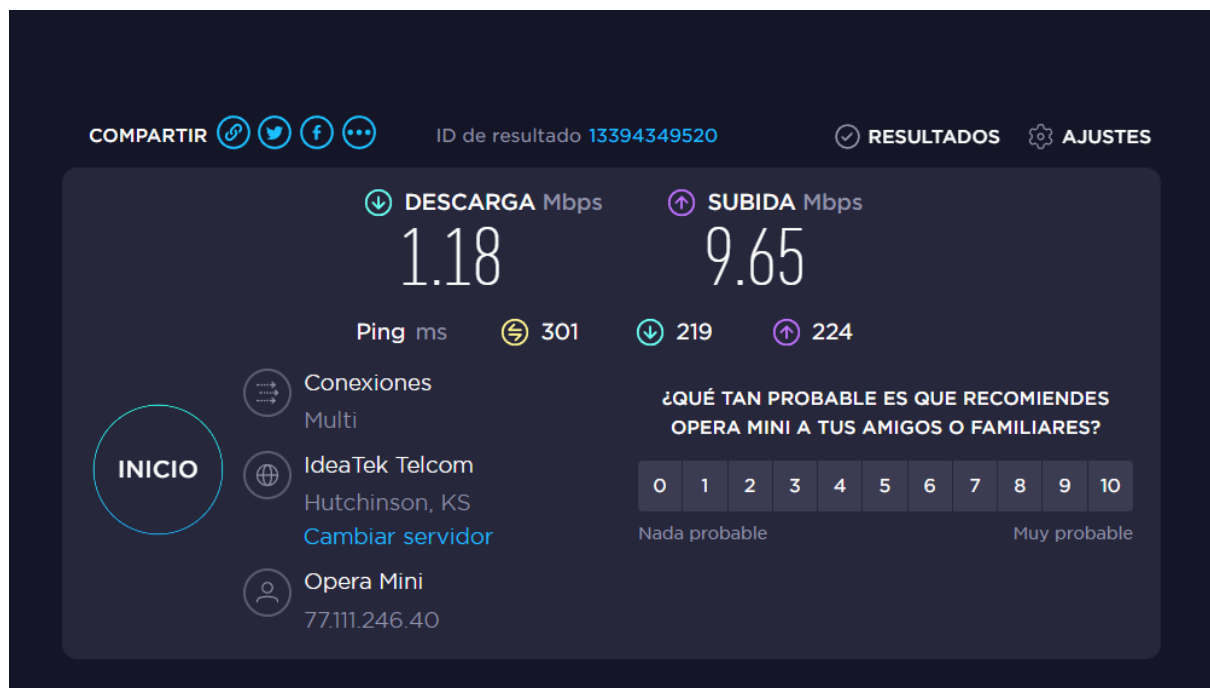 COMPARTIR ID de resultado 13394349520 RESULTADOS AJUSTES
DESCARGA Mbps SUBIDA Mbps
1.18 9.65
Ping ms 301 219 224
Conexiones
Multi
INICIO
IdeaTek Telcom
Hutchinson, KS
Cambiar servidor
Opera Mini
77.111.246.40
¿QUÉ TAN PROBABLE ES QUE RECOMIENDES
OPERA MINI A TUS AMIGOS O FAMILIARES?
0 1 2 3 4 5 6 7 8 9 10
Nada probable Muy probable